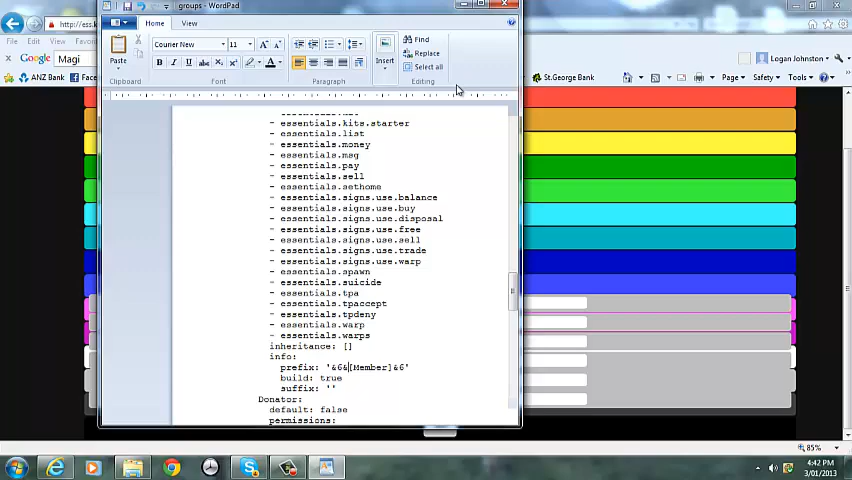 groups - WordPad
http://ess.k
Home
View
File
Find
Courier New
11
Replace
Paste
Insert
Select all
Clipboard
Font
Paragraph
Editing
Google
Magi
Logan Johnston
ANZ Bank
St.George Bank
Page
Safety
Tools
- essentials.kits.starter
- essentials.list
- essentials.money
- essentials.msg
- essentials.pay
- essentials.sell
- essentials.sethome
- essentials.signs.use.balance
- essentials.signs.use.buy
- essentials.signs.use.disposal
- essentials.signs.use.free
- essentials.signs.use.sell
- essentials.signs.use.trade
- essentials.signs.use.warp
- essentials.spawn
- essentials.suicide
- essentials.tpa
- essentials.tpaccept
- essentials.tpdeny
- essentials.warp
- essentials.warps
inheritance: []
info:
prefix: '&6&[Member]&6'
build: true
suffix: ''
Donator:
default: false
permissions:
85%
4:42 PM
3/01/2013